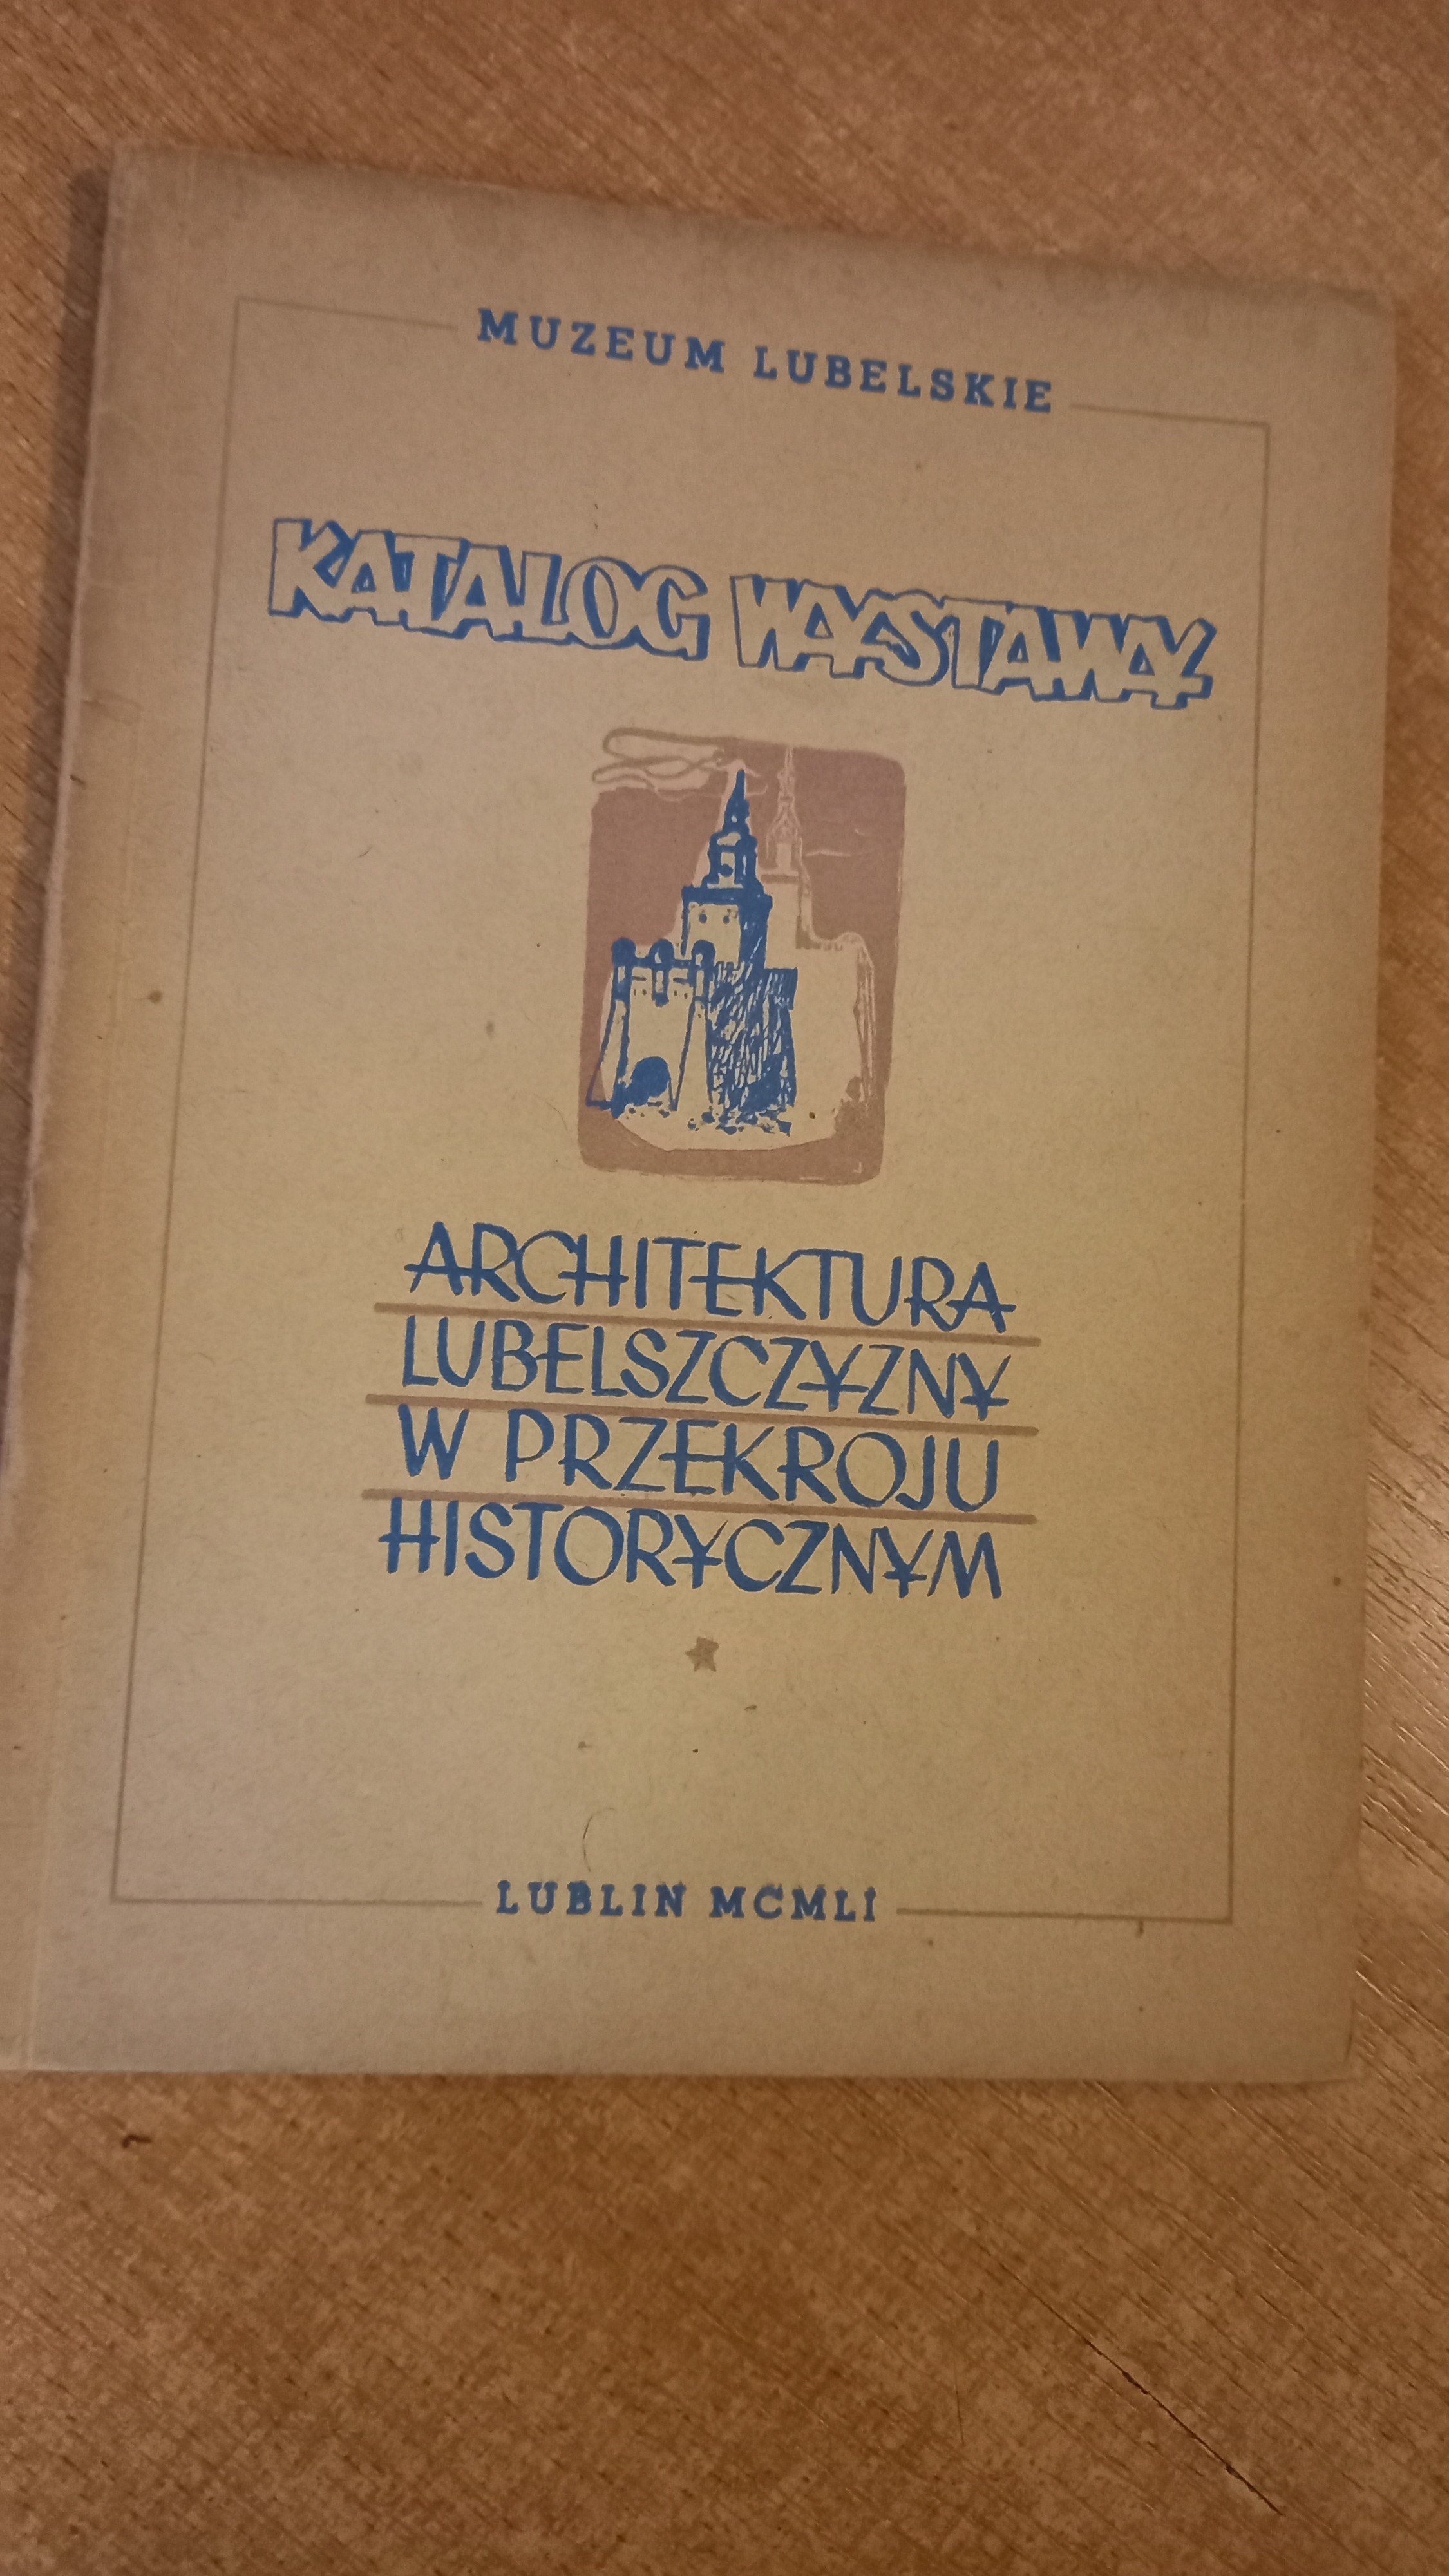 MUZEUM LUBELSKIE
KATALOG WYSTAWY
ARCHITEKTURA
LUBELSZCZYZNY
W PRZEKROJU
HISTORYCZNYM
LUBLIN MCMLI